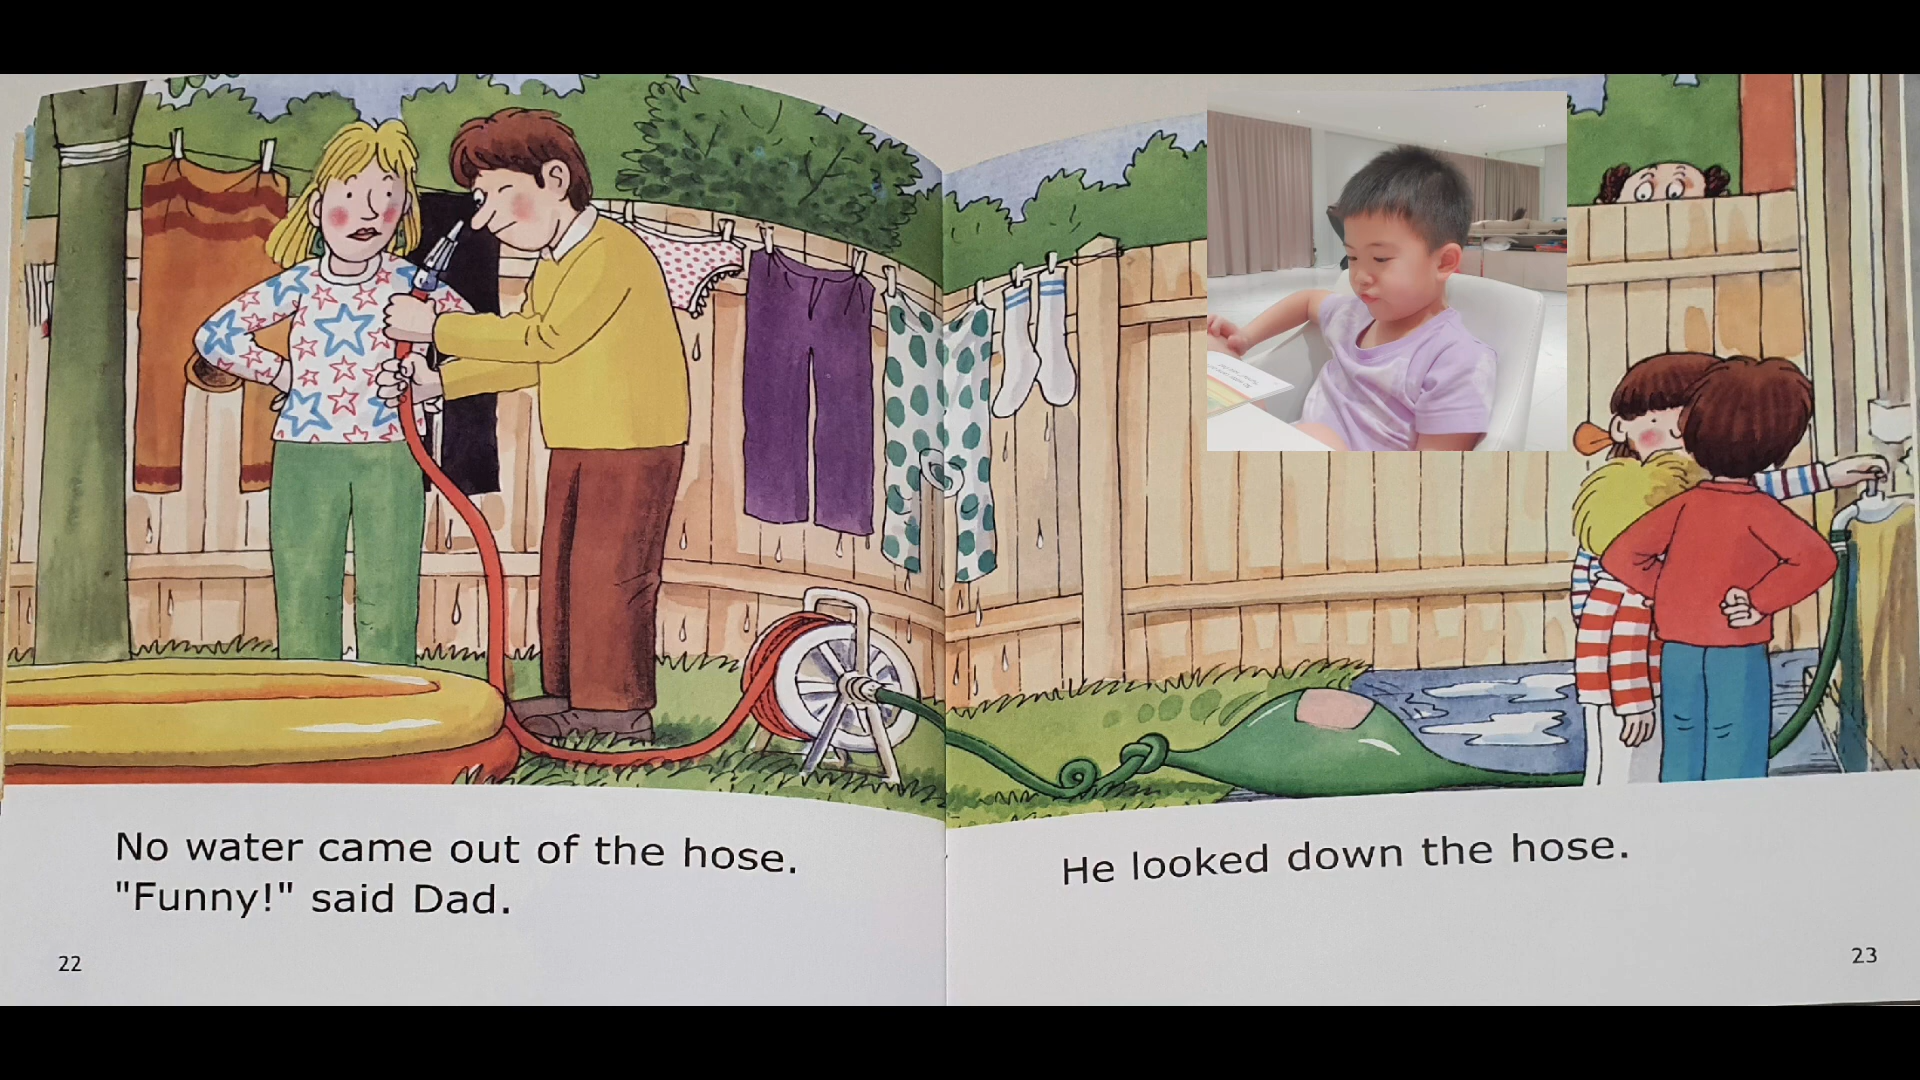 No water came out of the hose.
"Funny!" said Dad.
22
He looked down the hose.
23